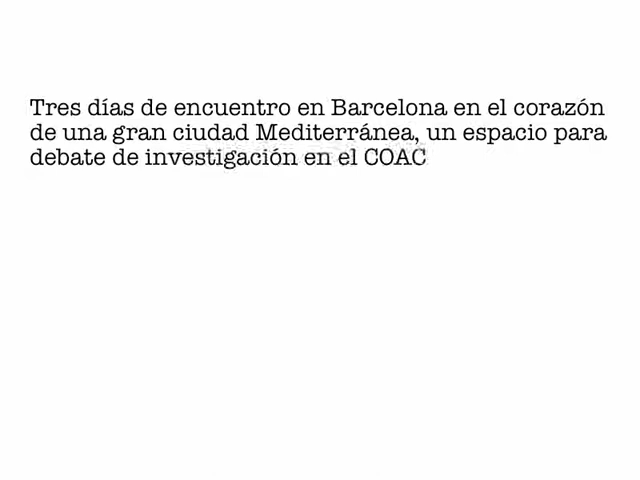 Tres días de encuentro en Barcelona en el corazón
de una gran ciudad Mediterránea, un espacio para
debate de investigación en el COAC